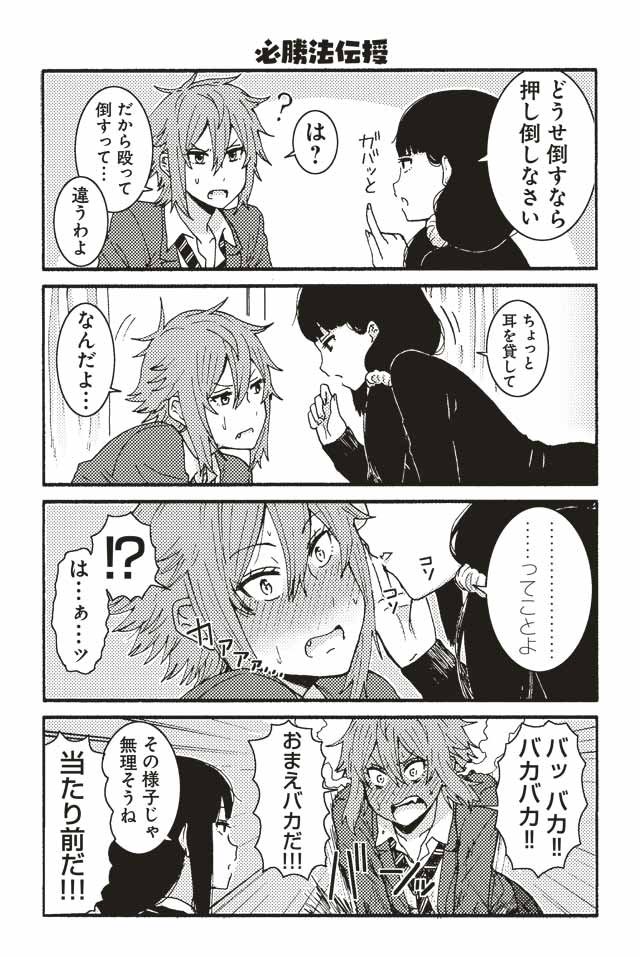 必勝法伝授
どうせ倒すなら
押し倒しなさい
ガバッと
は?
?
だから殴って
倒すって…
違うわよ
ちょっと
耳を貸して
なんだよ…
…………………
………ってことよ
コソ
コソ
カアアアァ…
!?
は…ぁ…ッ
バッ バカ!!
バカバカ!!
おまえバカだ!!!
バーン
その様子じゃ
無理そうね
当たり前だ!!!